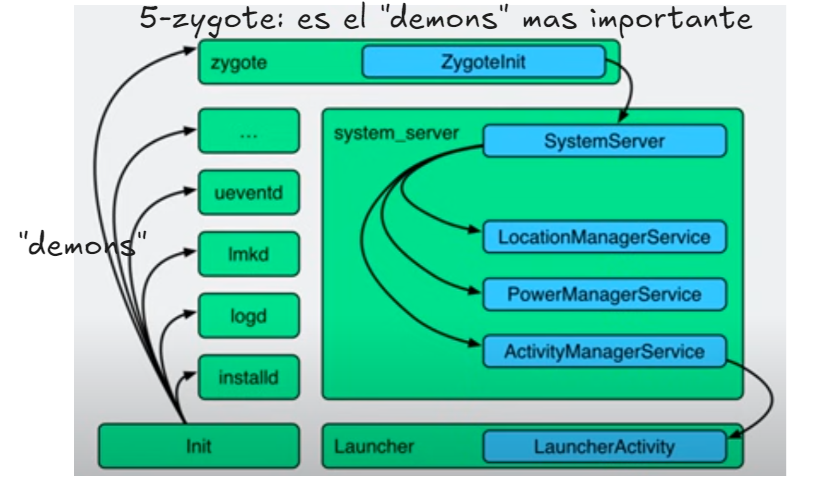 5-zygote: es el "demons" mas importante
zygote
ZygoteInit
...
system_server
SystemServer
ueventd
"demons"
LocationManagerService
lmkd
PowerManagerService
logd
ActivityManagerService
installd
Init
Launcher
LauncherActivity